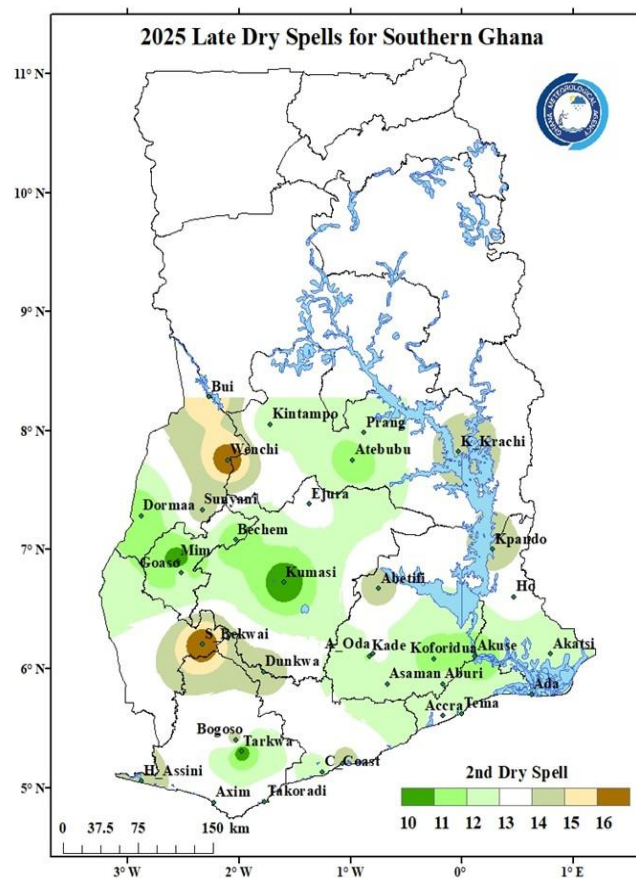 2025 Late Dry Spells for Southern Ghana
11° N
10° N
9° N
8° N
7° N
6° N
5° N
GHANA METEOROLOGICAL AGENCY
Bui
Kintampo
Prang
Wenchi
Atebubu
K_Krachi
Sunyani
Ejura
Dormaa
Bechem
Mim
Goaso
Kumasi
Kpando
Abetifi
Ho
S_Bekwai
A_Oda
Kade
Koforidua
Akuse
Akatsi
Dunkwa
Asaman
Aburi
Ada
Accra
Tema
Bogoso
Tarkwa
C_Coast
H_Assini
Axim
Takoradi
2nd Dry Spell
10 11 12 13 14 15 16
0 37.5 75 150 km
3° W 2° W 1° W 0° 1° E